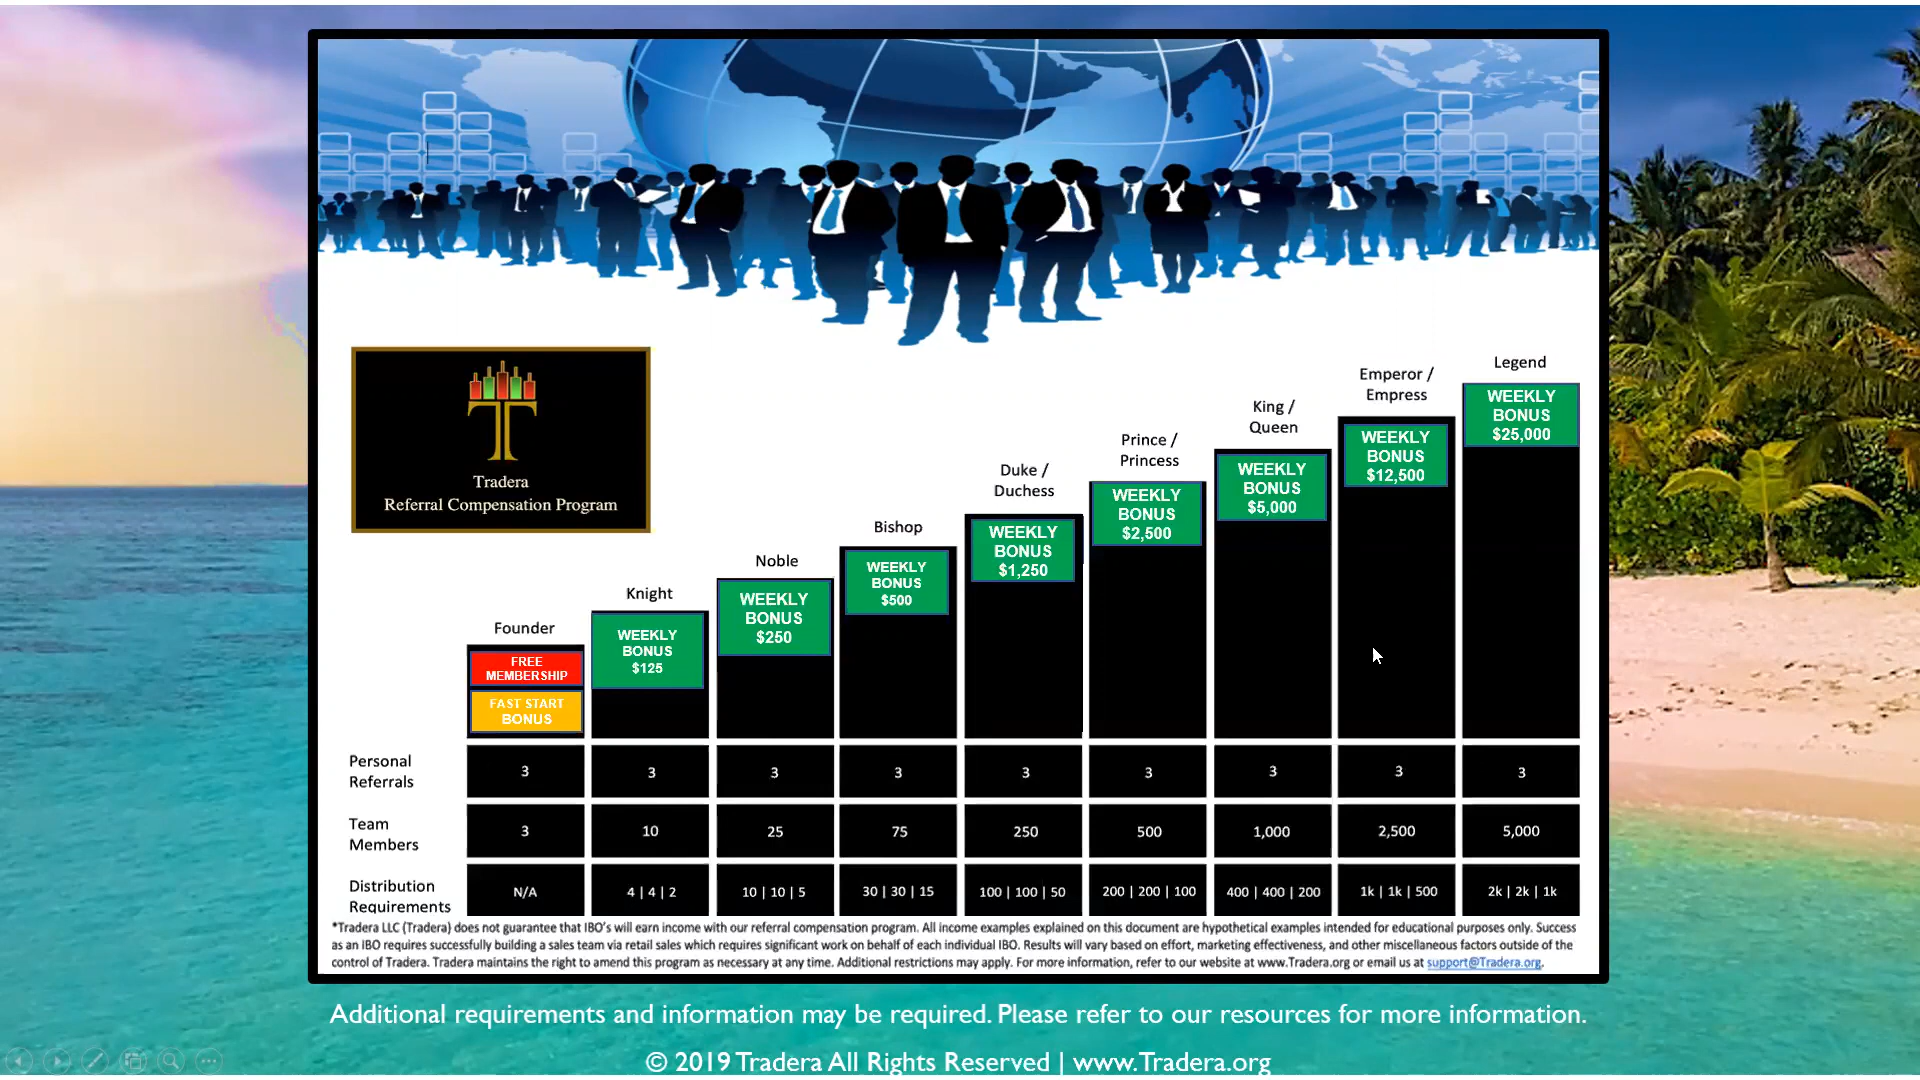 Legend
WEEKLY
BONUS
$25,000
Emperor /
Empress
WEEKLY
BONUS
$12,500
King /
Queen
WEEKLY
BONUS
$5,000
Prince /
Princess
WEEKLY
BONUS
$2,500
Duke /
Duchess
WEEKLY
BONUS
$1,250
Bishop
WEEKLY
BONUS
$500
Noble
WEEKLY
BONUS
$250
Knight
WEEKLY
BONUS
$125
Founder
FREE
MEMBERSHIP
FAST START
BONUS
Tradera
Referral Compensation Program
Personal
Referrals
3 3 3 3 3 3 3 3 3
Team
Members
3 10 25 75 250 500 1,000 2,500 5,000
Distribution
Requirements
N/A 4 | 4 | 2 10 | 10 | 5 30 | 30 | 15 100 | 100 | 50 200 | 200 | 100 400 | 400 | 200 1k | 1k | 500 2k | 2k | 1k
*Tradera LLC (Tradera) does not guarantee that IBO's will earn income with our referral compensation program. All income examples explained on this document are hypothetical examples intended for educational purposes only. Success
as an IBO requires successfully building a sales team via retail sales which requires significant work on behalf of each individual IBO. Results will vary based on effort, marketing effectiveness, and other miscellaneous factors outside of the
control of Tradera. Tradera maintains the right to amend this program as necessary at any time. Additional restrictions may apply. For more information, refer to our website at www.Tradera.org or email us at support@Tradera.org.
Additional requirements and information may be required. Please refer to our resources for more information.
© 2019 Tradera All Rights Reserved | www.Tradera.org